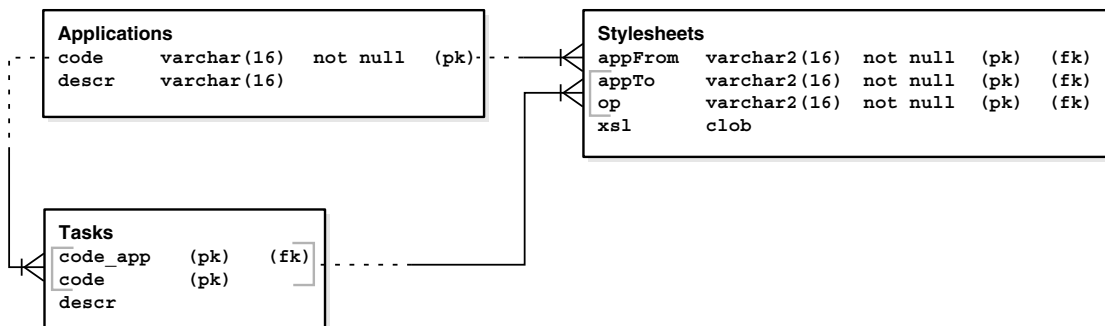 Applications
code varchar(16) not null (pk)
descr varchar(16)
Stylesheets
appFrom varchar2(16) not null (pk) (fk)
appTo varchar2(16) not null (pk) (fk)
op varchar2(16) not null (pk) (fk)
xsl clob
Tasks
code_app (pk) (fk)
code (pk)
descr